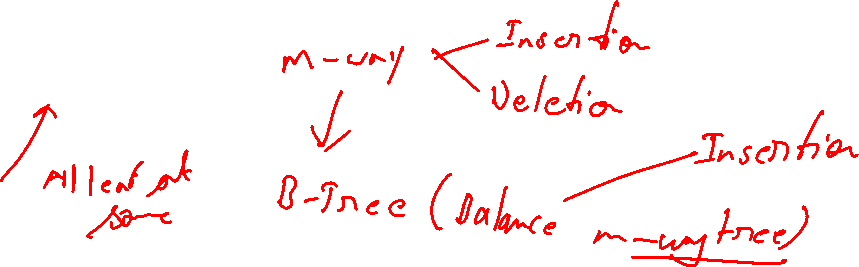 m-way
Insertion
Deletion
Insertion
All leaf at
same
B-Tree (Balance m-way tree)